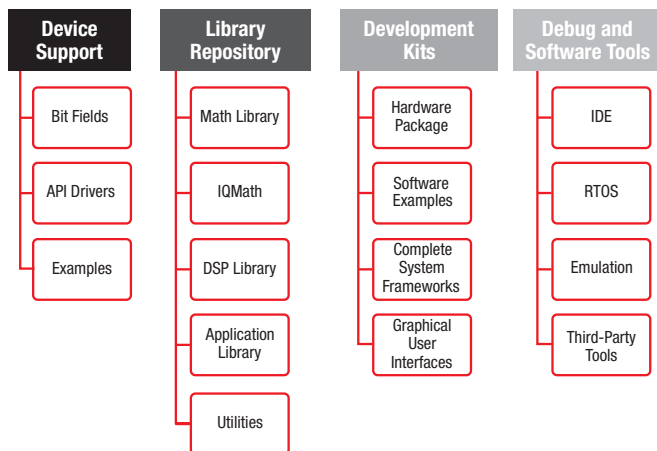 Device
Support
Bit Fields
API Drivers
Examples
Library
Repository
Math Library
IQMath
DSP Library
Application
Library
Utilities
Development
Kits
Hardware
Package
Software
Examples
Complete
System
Frameworks
Graphical
User
Interfaces
Debug and
Software Tools
IDE
RTOS
Emulation
Third-Party
Tools